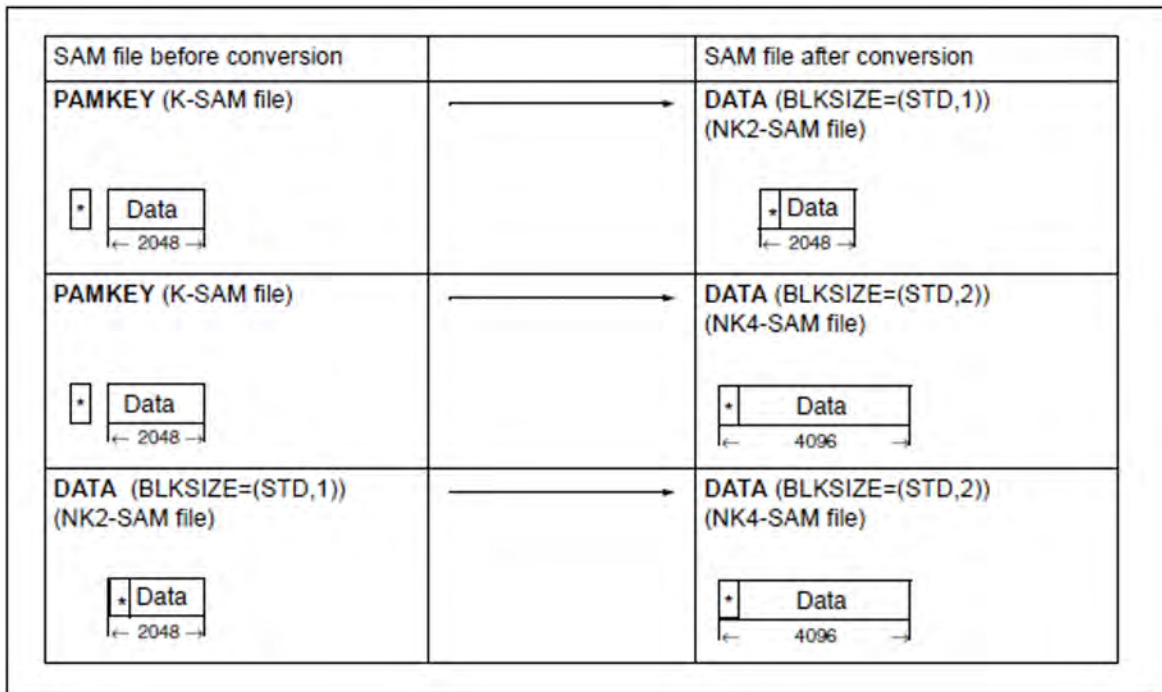 SAM file before conversion
SAM file after conversion
PAMKEY (K-SAM file)
DATA (BLKSIZE=(STD,1))
(NK2-SAM file)
* Data
← 2048 →
* Data
← 2048 →
PAMKEY (K-SAM file)
DATA (BLKSIZE=(STD,2))
(NK4-SAM file)
* Data
← 2048 →
* Data
← 4096 →
DATA (BLKSIZE=(STD,1))
(NK2-SAM file)
DATA (BLKSIZE=(STD,2))
(NK4-SAM file)
* Data
← 2048 →
* Data
← 4096 →